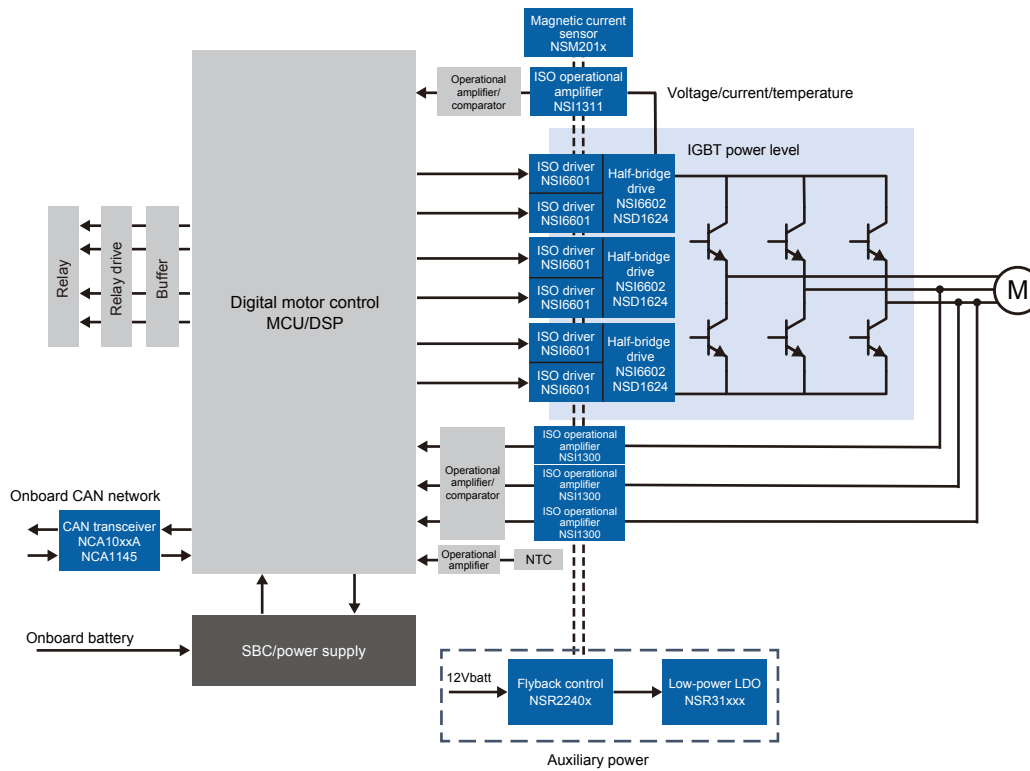 Magnetic current
sensor
NSM201x
Operational
amplifier/
comparator
ISO operational
amplifier
NSI1311
Voltage/current/temperature
IGBT power level
ISO driver
NSI6601
ISO driver
NSI6601
Half-bridge
drive
NSI6602
NSD1624
ISO driver
NSI6601
ISO driver
NSI6601
Half-bridge
drive
NSI6602
NSD1624
ISO driver
NSI6601
ISO driver
NSI6601
Half-bridge
drive
NSI6602
NSD1624
M
Relay
Relay drive
Buffer
Digital motor control
MCU/DSP
Operational
amplifier/
comparator
ISO operational
amplifier
NSI1300
ISO operational
amplifier
NSI1300
ISO operational
amplifier
NSI1300
Operational
amplifier
NTC
Onboard CAN network
CAN transceiver
NCA10xxA
NCA1145
Onboard battery
SBC/power supply
12Vbatt
Flyback control
NSR2240x
Low-power LDO
NSR31xxx
Auxiliary power